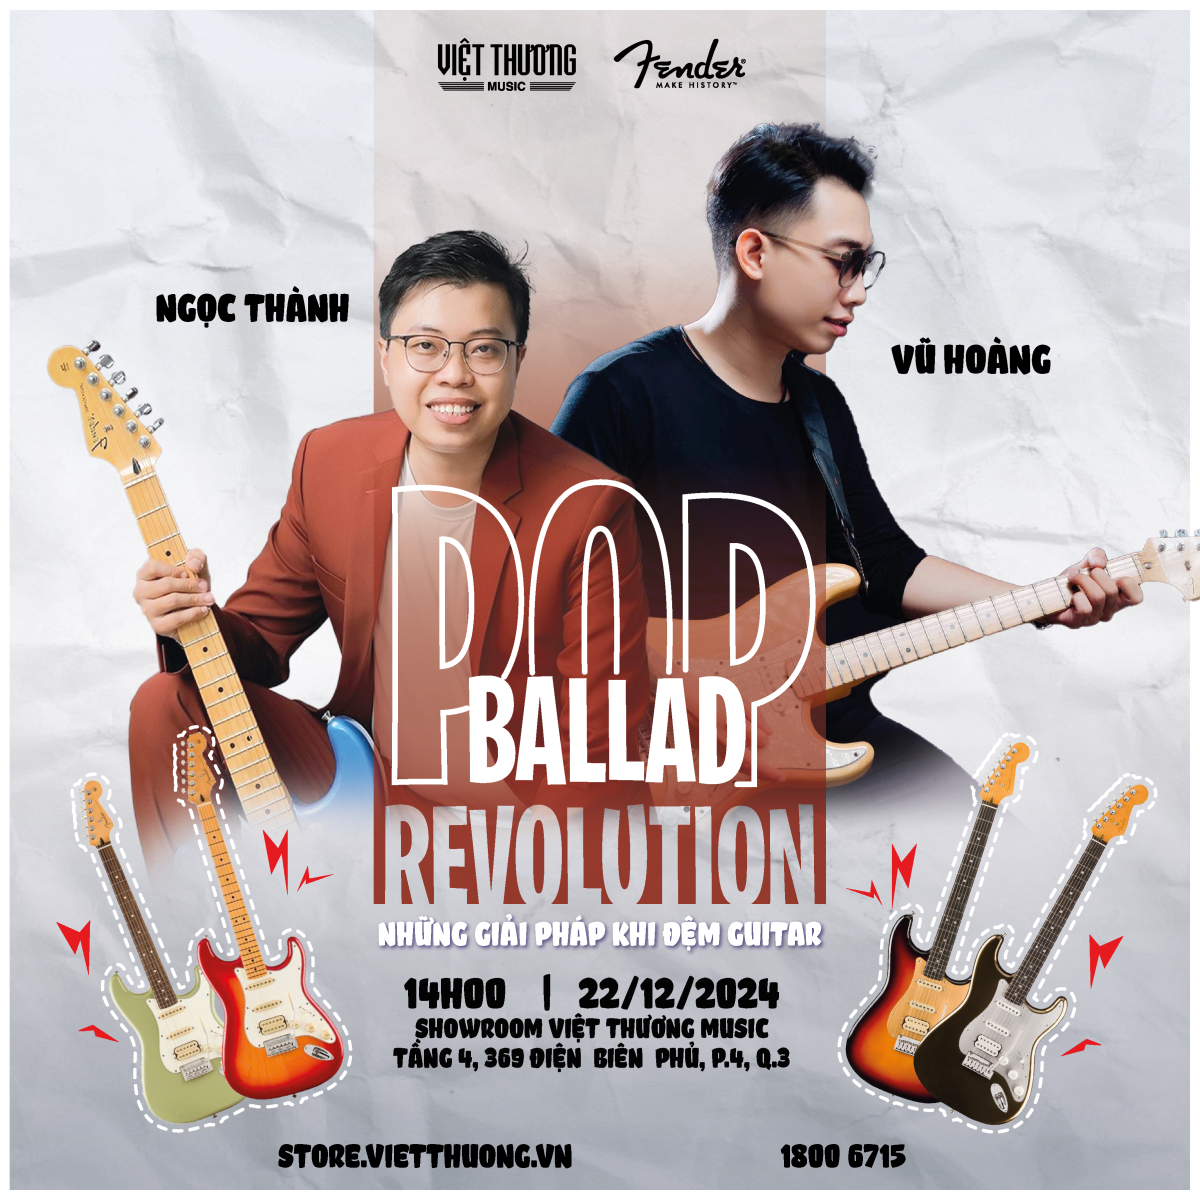 VIỆT THƯƠNG
MUSIC
Fender®
MAKE HISTORY™
NGỌC THÀNH
VŨ HOÀNG
POP
BALLAD
REVOLUTION
NHỮNG GIẢI PHÁP KHI ĐỆM GUITAR
14H00 | 22/12/2024
SHOWROOM VIỆT THƯƠNG MUSIC
TẦNG 4, 369 ĐIỆN BIÊN PHỦ, P.4, Q.3
STORE.VIETTHUONG.VN
1800 6715